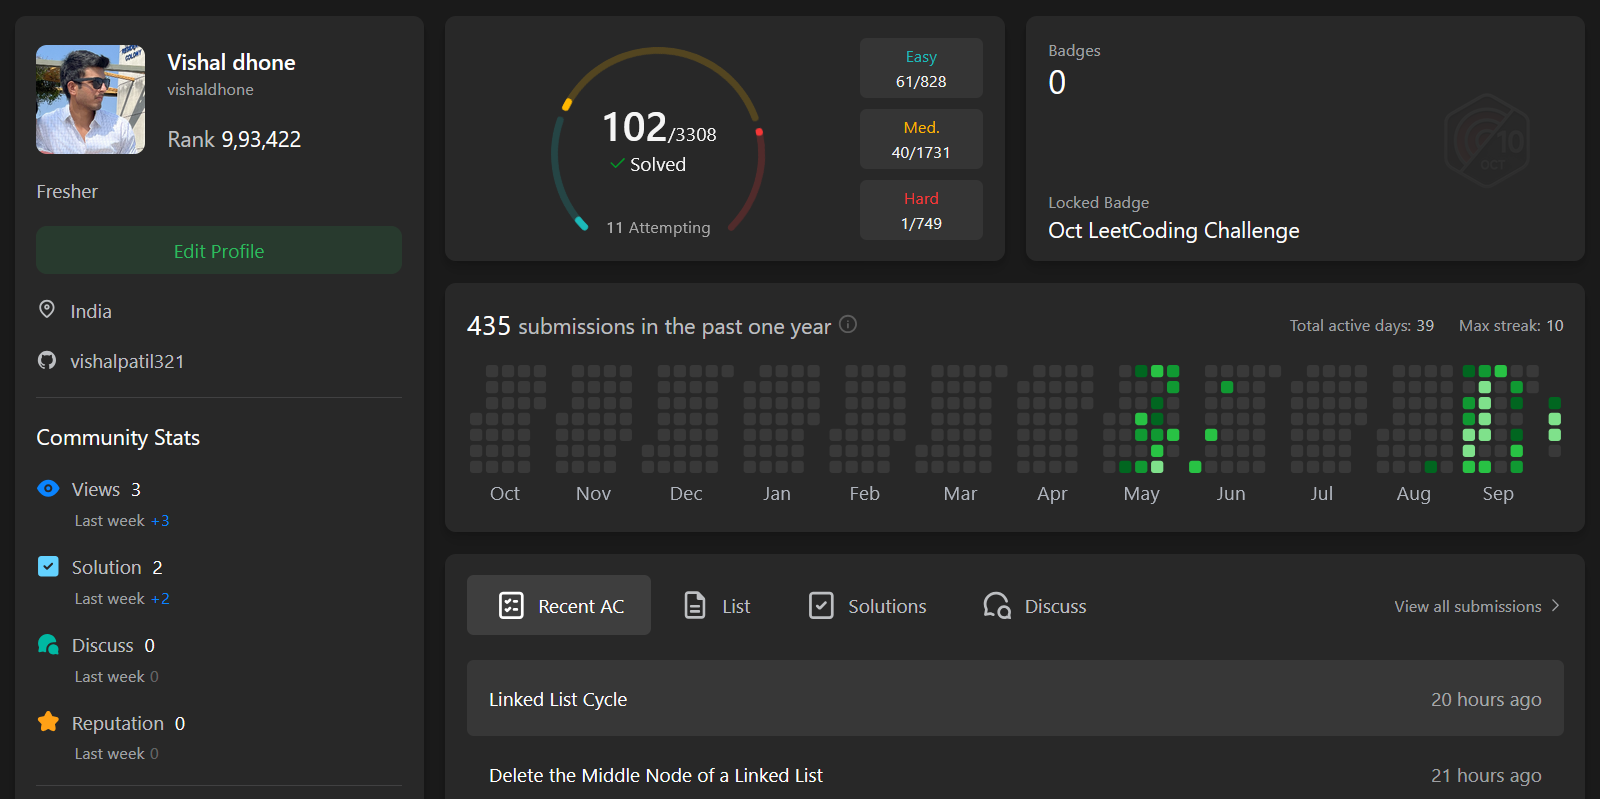 Vishal dhone
vishaldhone
Rank 9,93,422
Fresher
Edit Profile
India
vishalpatil321
Community Stats
Views 3
Last week +3
Solution 2
Last week +2
Discuss 0
Last week 0
Reputation 0
Last week 0
102/3308
Solved
11 Attempting
Easy
61/828
Med.
40/1731
Hard
1/749
Badges
0
10
OCT
Locked Badge
Oct LeetCoding Challenge
435 submissions in the past one year
Total active days: 39 Max streak: 10
Oct Nov Dec Jan Feb Mar Apr May Jun Jul Aug Sep
Recent AC List Solutions Discuss View all submissions
Linked List Cycle 20 hours ago
Delete the Middle Node of a Linked List 21 hours ago